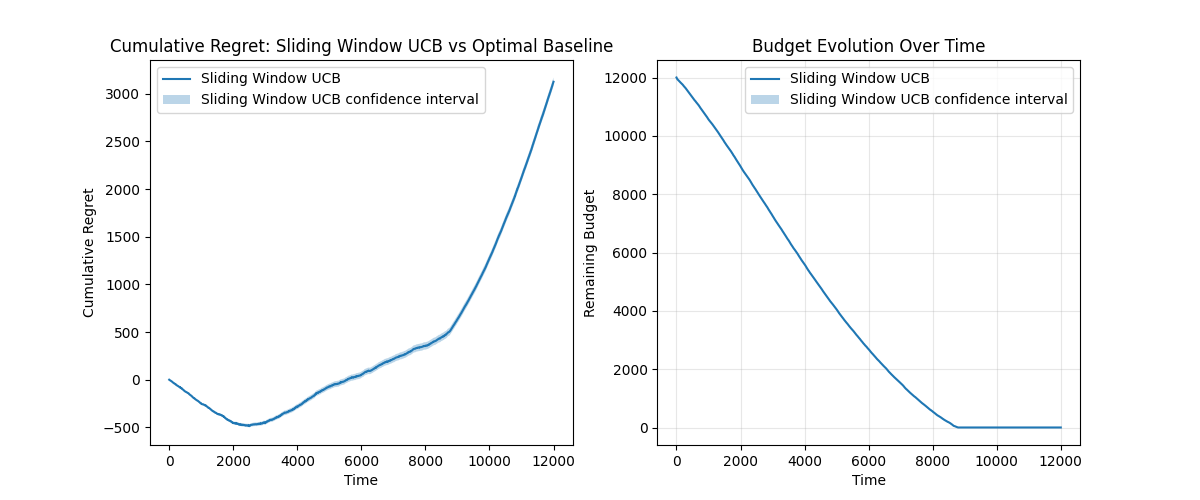 Cumulative Regret: Sliding Window UCB vs Optimal Baseline
Sliding Window UCB
Sliding Window UCB confidence interval
Cumulative Regret
3000
2500
2000
1500
1000
500
0
−500
0 2000 4000 6000 8000 10000 12000
Time
Budget Evolution Over Time
Sliding Window UCB
Sliding Window UCB confidence interval
Remaining Budget
12000
10000
8000
6000
4000
2000
0
0 2000 4000 6000 8000 10000 12000
Time